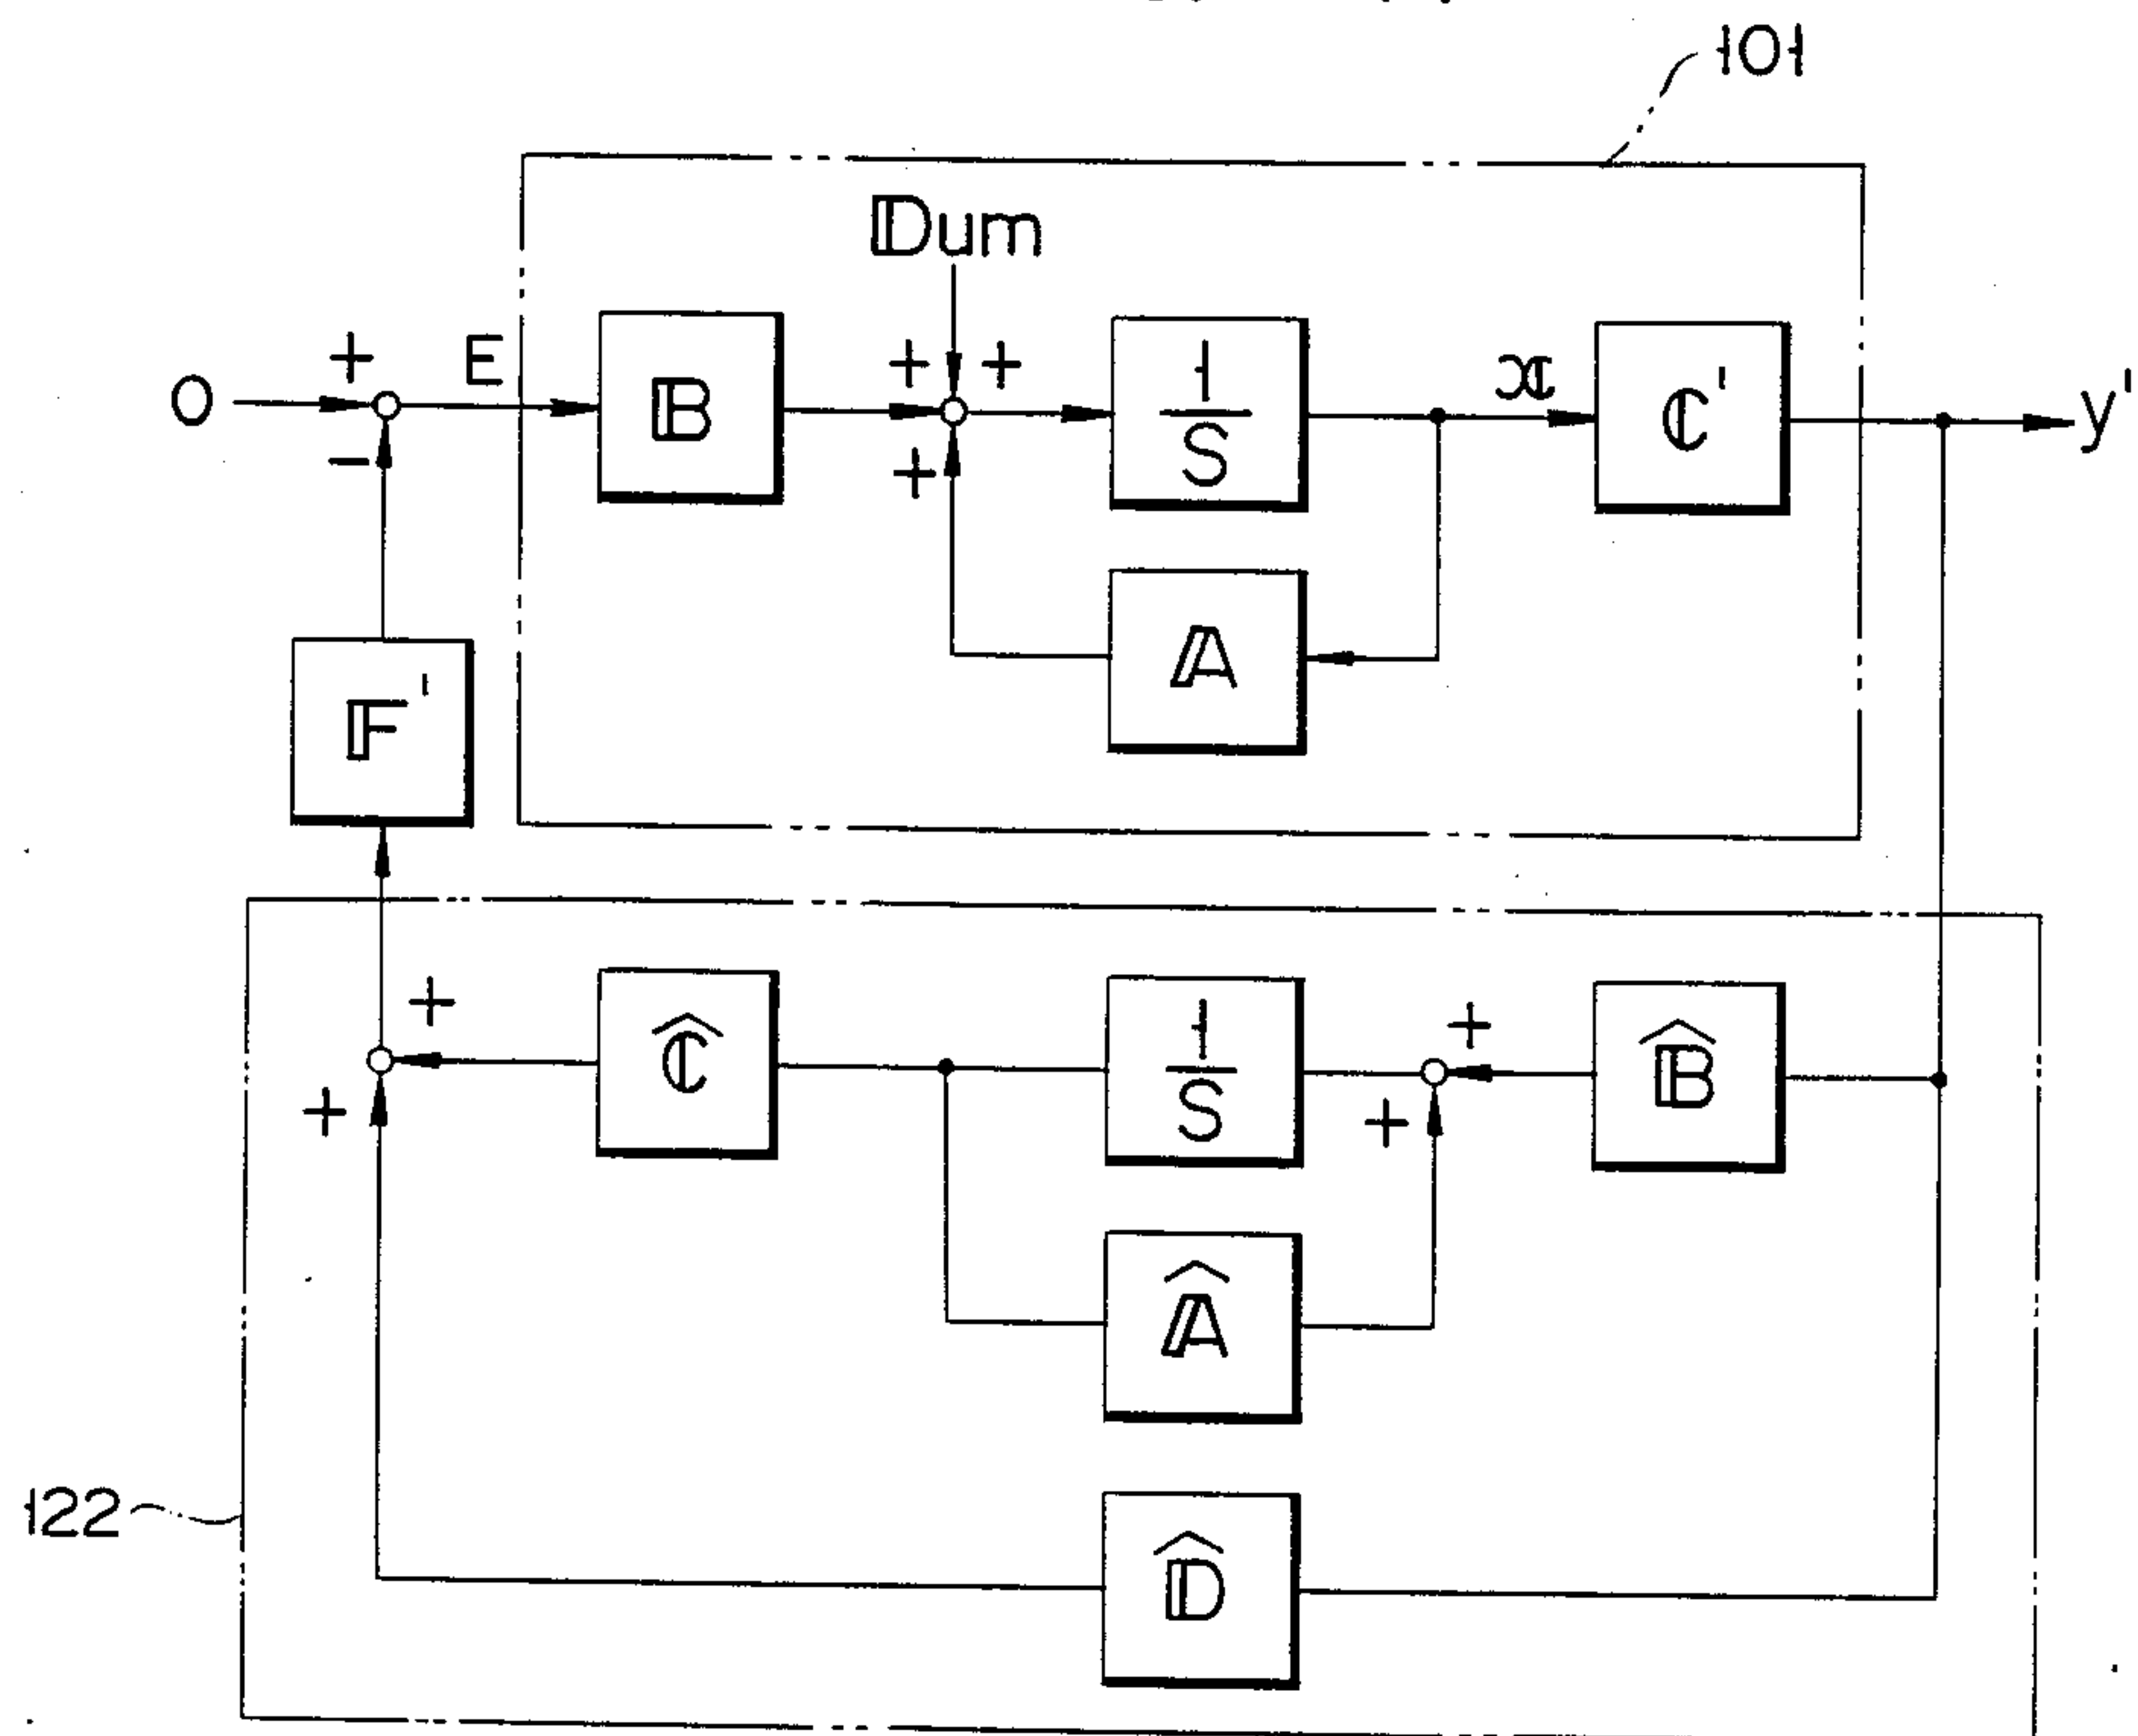 101
𝔻um
+ E + +
0 𝔹 1/S x ℂ' y'
− +
𝔸
𝔽'
+ ℂ̂ 1/S + 𝔹̂
+ +
𝔸̂
122
𝔻̂